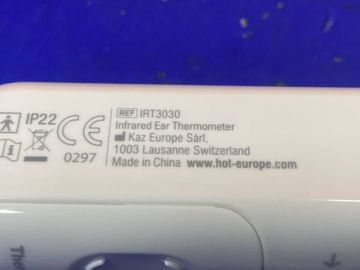 IP22
REF IRT3030
Infrared Ear Thermometer
Kaz Europe Sàrl,
1003 Lausanne Switzerland
CE
0297
Made in China www.hot-europe.com